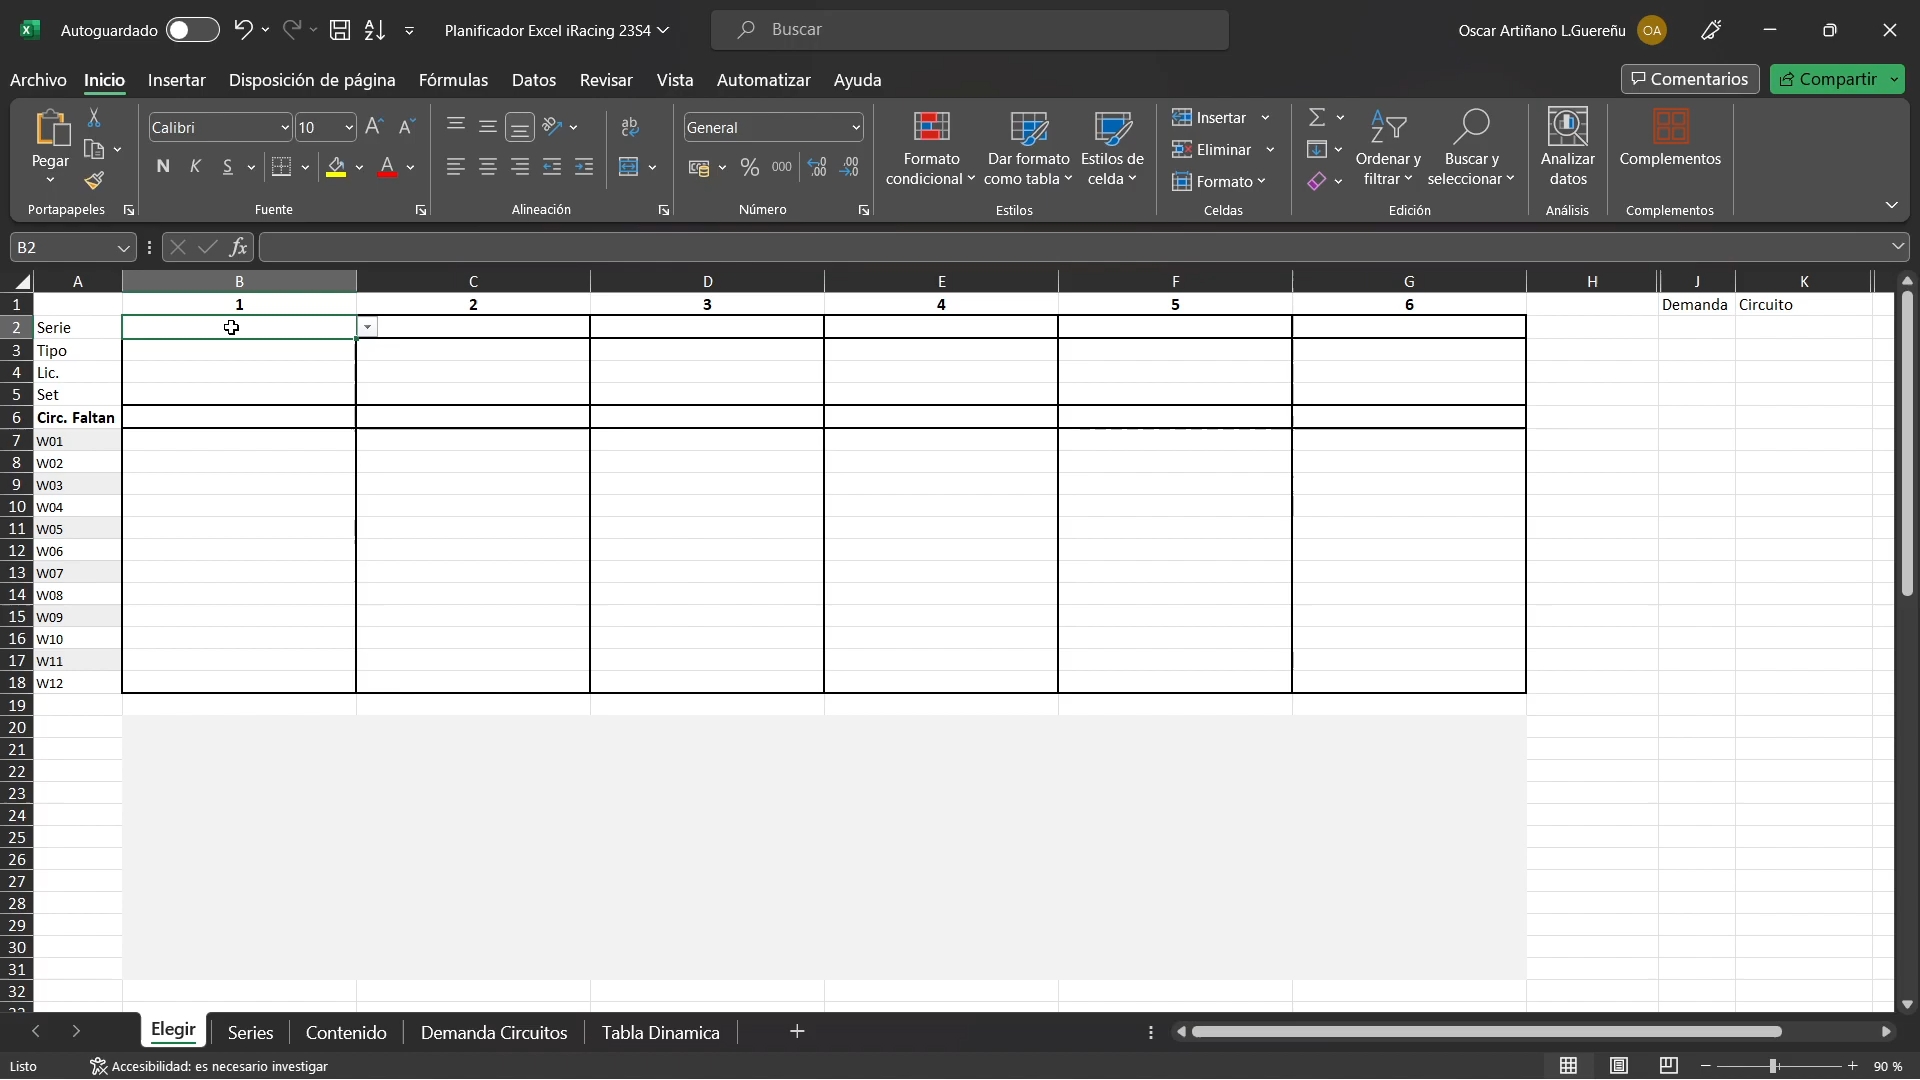 Autoguardado
Planificador Excel iRacing 23S4
Buscar
Oscar Artiñano L.Guereñu
OA
Archivo Inicio Insertar Disposición de página Fórmulas Datos Revisar Vista Automatizar Ayuda
Comentarios
Compartir
Pegar
Portapapeles
Calibri
10
N K S
Fuente
Alineación
General
% 000
Número
Formato condicional
Dar formato como tabla
Estilos de celda
Estilos
Insertar
Eliminar
Formato
Celdas
Ordenar y filtrar
Buscar y seleccionar
Edición
Analizar datos
Análisis
Complementos
Complementos
B2
fx
A B C D E F G H J K
1 1 2 3 4 5 6 Demanda Circuito
2 Serie
3 Tipo
4 Lic.
5 Set
6 Circ. Faltan
7 W01
8 W02
9 W03
10 W04
11 W05
12 W06
13 W07
14 W08
15 W09
16 W10
17 W11
18 W12
19
20
21
22
23
24
25
26
27
28
29
30
31
32
Elegir Series Contenido Demanda Circuitos Tabla Dinamica
Listo
Accesibilidad: es necesario investigar
90 %